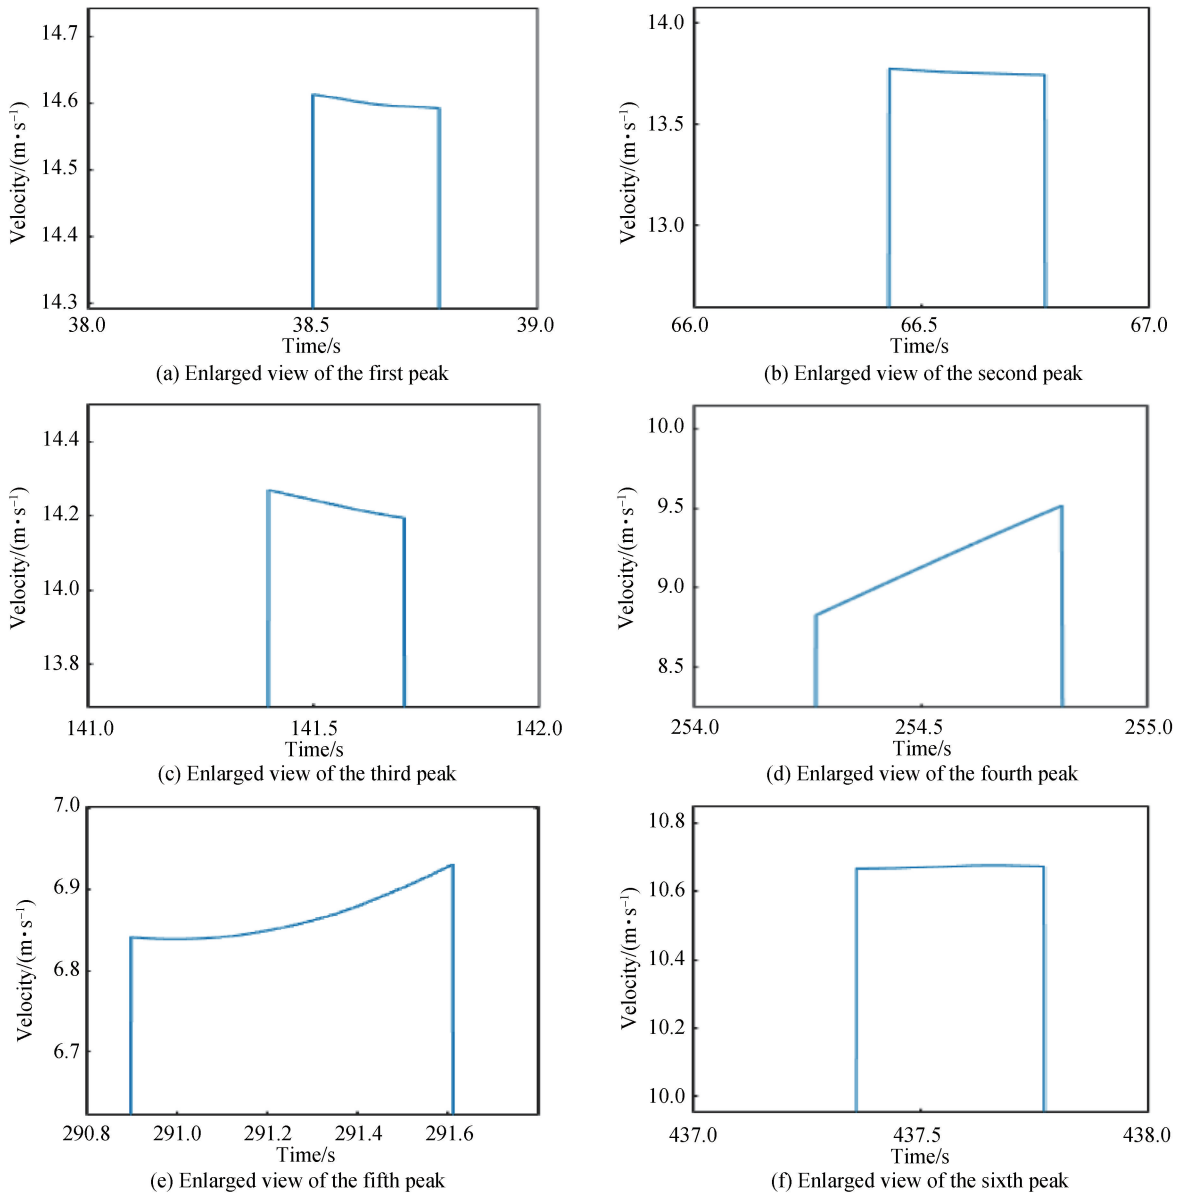 14.7
14.6
14.5
14.4
14.3
Velocity/(m·s⁻¹)
38.0 38.5 39.0
Time/s
(a) Enlarged view of the first peak
14.0
13.5
13.0
Velocity/(m·s⁻¹)
66.0 66.5 67.0
Time/s
(b) Enlarged view of the second peak
14.4
14.2
14.0
13.8
Velocity/(m·s⁻¹)
141.0 141.5 142.0
Time/s
(c) Enlarged view of the third peak
10.0
9.5
9.0
8.5
Velocity/(m·s⁻¹)
254.0 254.5 255.0
Time/s
(d) Enlarged view of the fourth peak
7.0
6.9
6.8
6.7
Velocity/(m·s⁻¹)
290.8 291.0 291.2 291.4 291.6
Time/s
(e) Enlarged view of the fifth peak
10.8
10.6
10.4
10.2
10.0
Velocity/(m·s⁻¹)
437.0 437.5 438.0
Time/s
(f) Enlarged view of the sixth peak